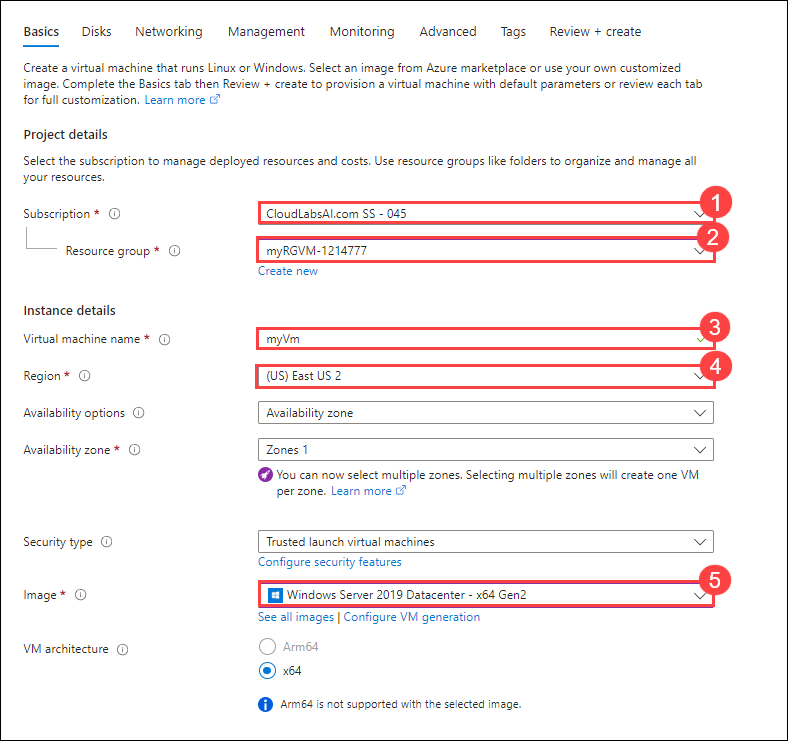 Basics Disks Networking Management Monitoring Advanced Tags Review + create
Create a virtual machine that runs Linux or Windows. Select an image from Azure marketplace or use your own customized
image. Complete the Basics tab then Review + create to provision a virtual machine with default parameters or review each tab
for full customization. Learn more
Project details
Select the subscription to manage deployed resources and costs. Use resource groups like folders to organize and manage all
your resources.
Subscription * CloudLabsAI.com SS - 045 1
Resource group * myRGVM-1214777 2
Create new
Instance details
Virtual machine name * myVm 3
Region * (US) East US 2 4
Availability options Availability zone
Availability zone * Zones 1
You can now select multiple zones. Selecting multiple zones will create one VM
per zone. Learn more
Security type Trusted launch virtual machines
Configure security features
Image * Windows Server 2019 Datacenter - x64 Gen2 5
See all images | Configure VM generation
VM architecture Arm64
x64
Arm64 is not supported with the selected image.